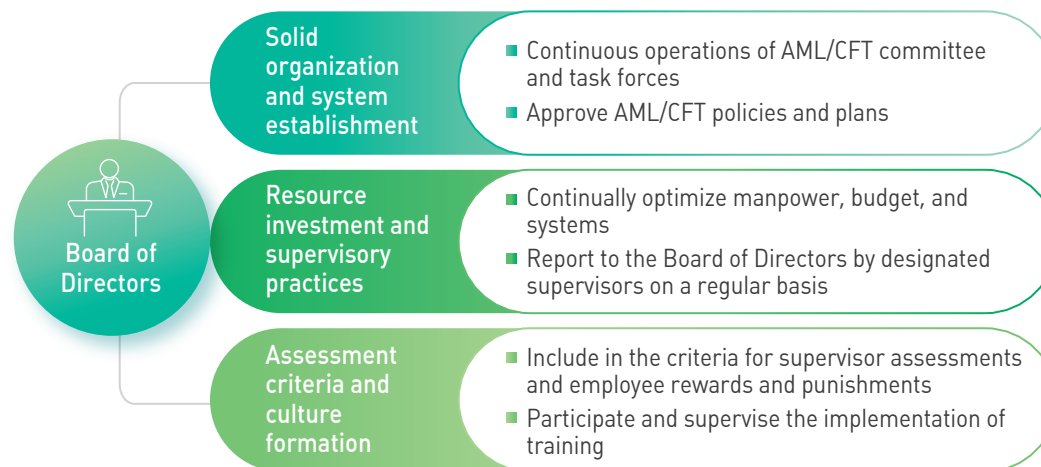 Solid
organization
and system
establishment
Continuous operations of AML/CFT committee
and task forces
Approve AML/CFT policies and plans
Board of
Directors
Resource
investment and
supervisory
practices
Continually optimize manpower, budget, and
systems
Report to the Board of Directors by designated
supervisors on a regular basis
Assessment
criteria and
culture
formation
Include in the criteria for supervisor assessments
and employee rewards and punishments
Participate and supervise the implementation of
training